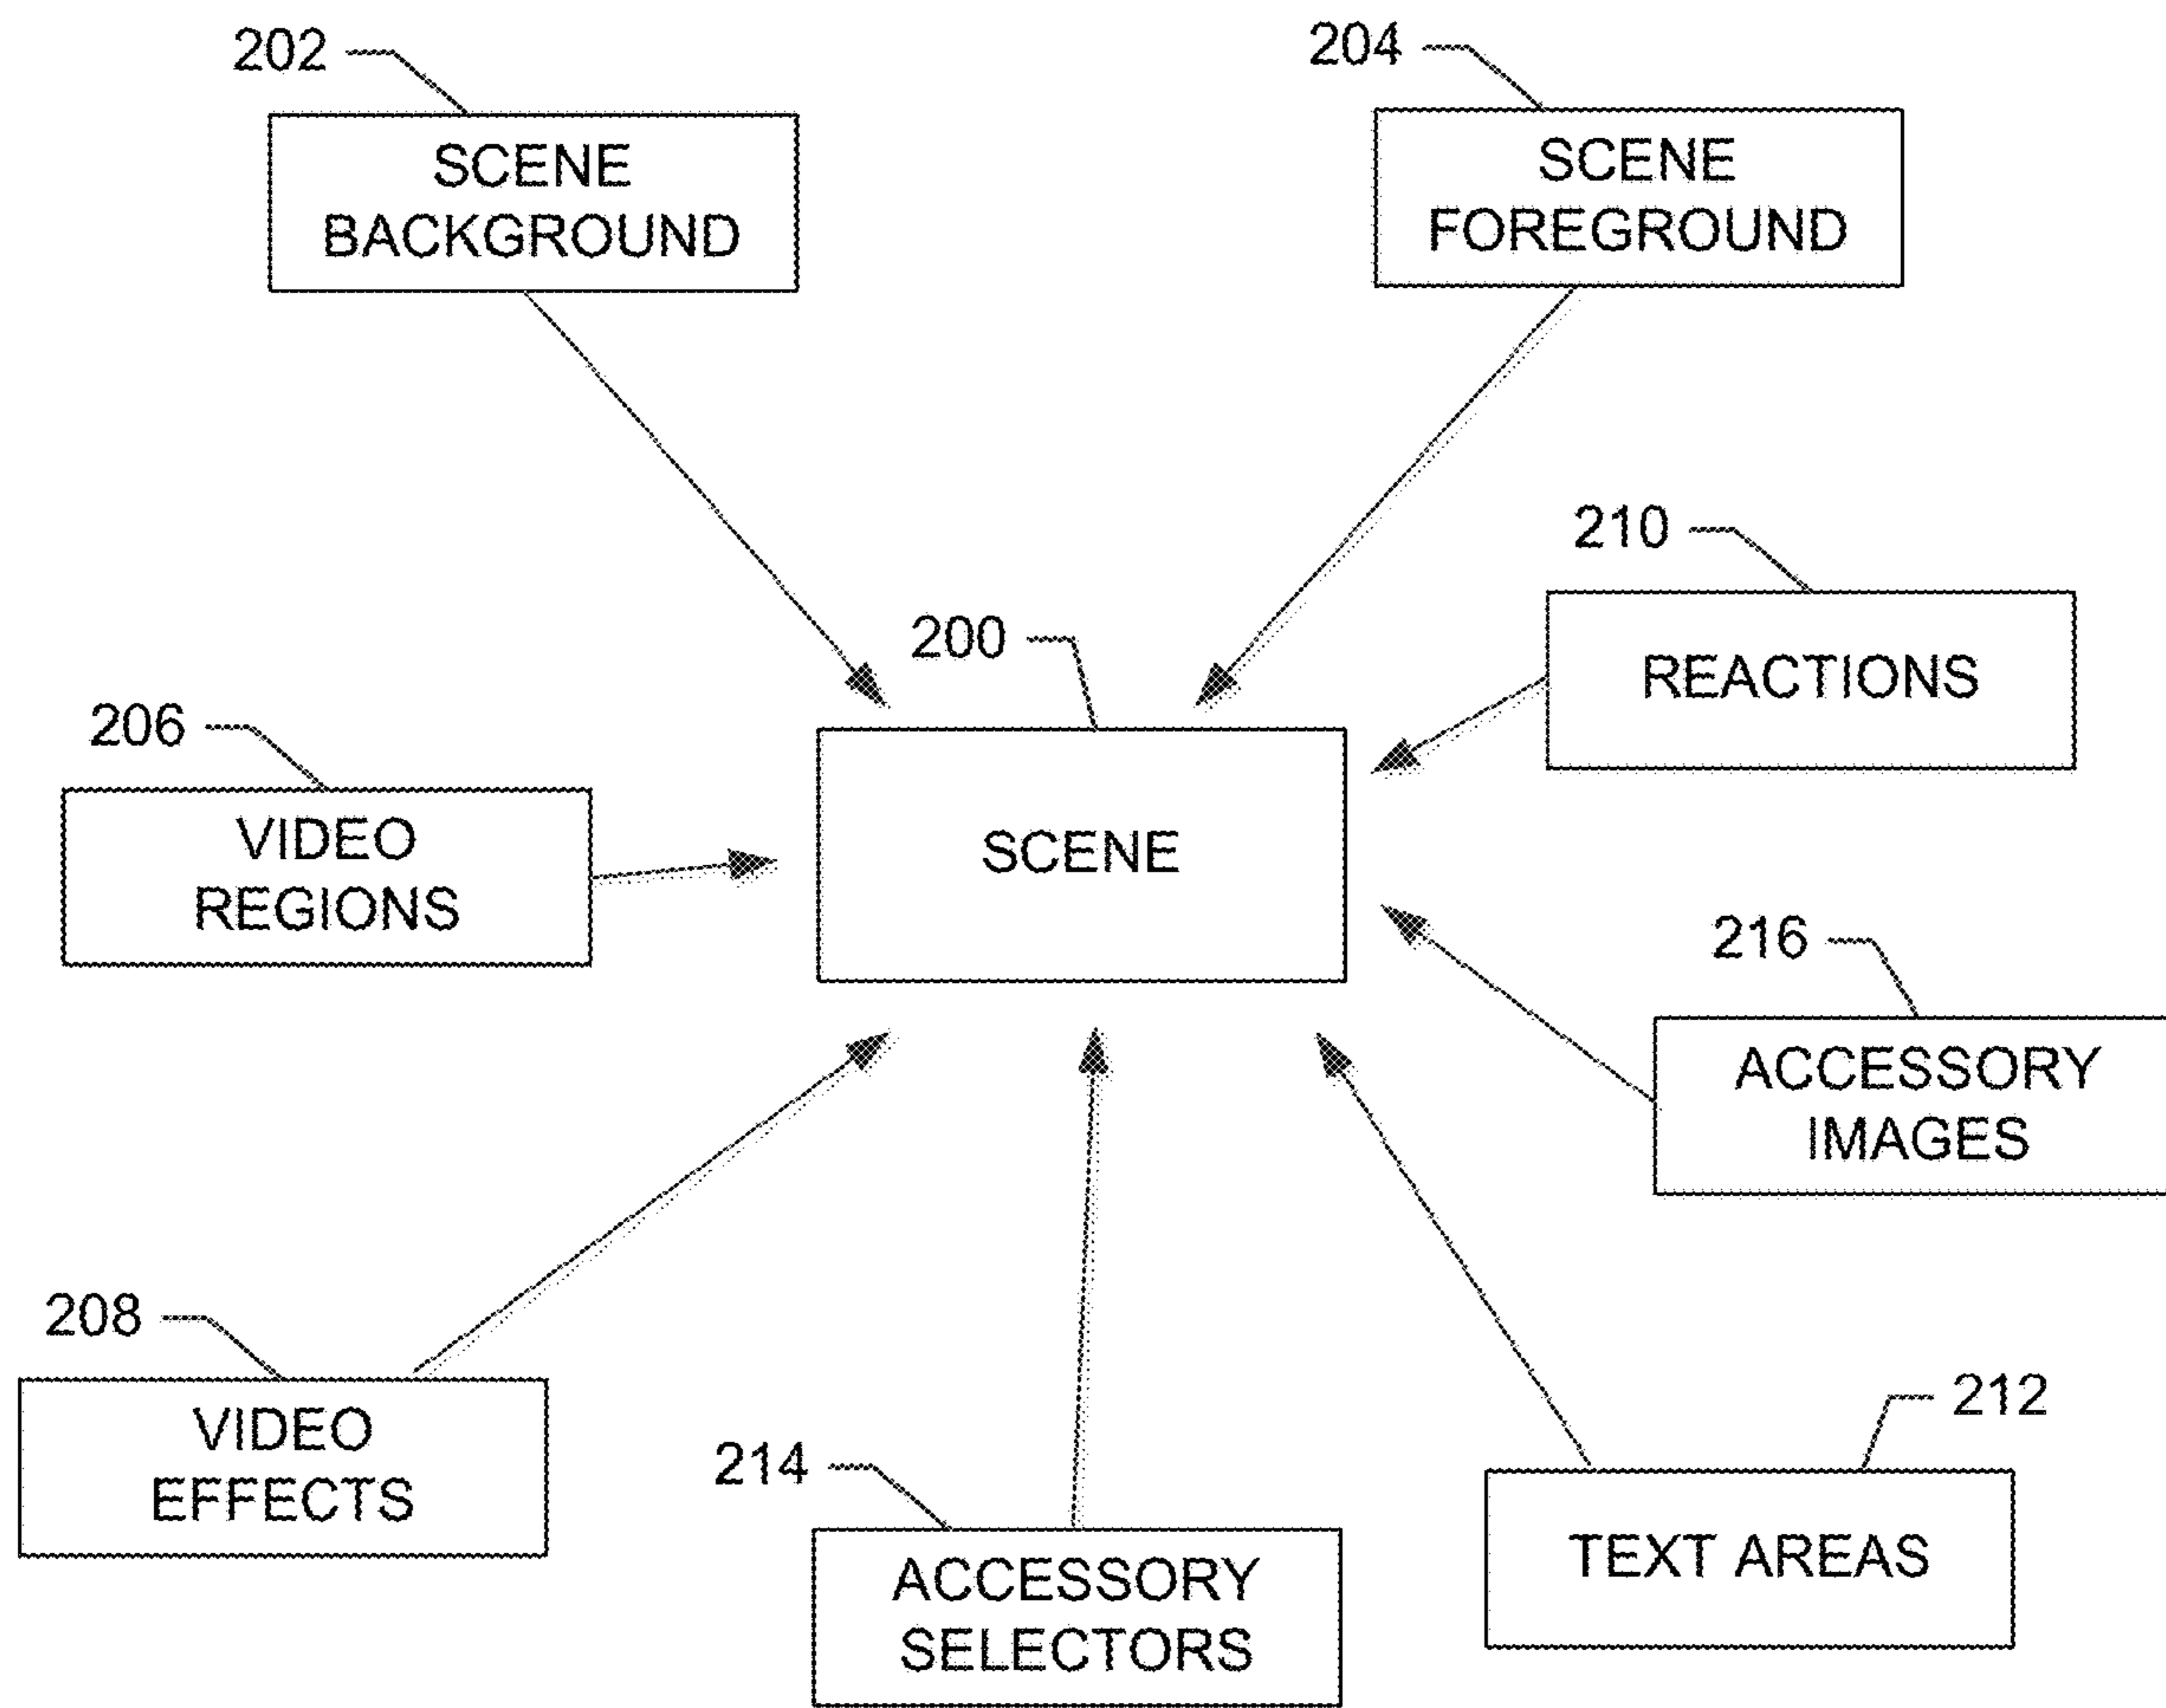 202
SCENE
BACKGROUND
204
SCENE
FOREGROUND
210
REACTIONS
200
SCENE
206
VIDEO
REGIONS
216
ACCESSORY
IMAGES
208
VIDEO
EFFECTS
214
ACCESSORY
SELECTORS
212
TEXT AREAS